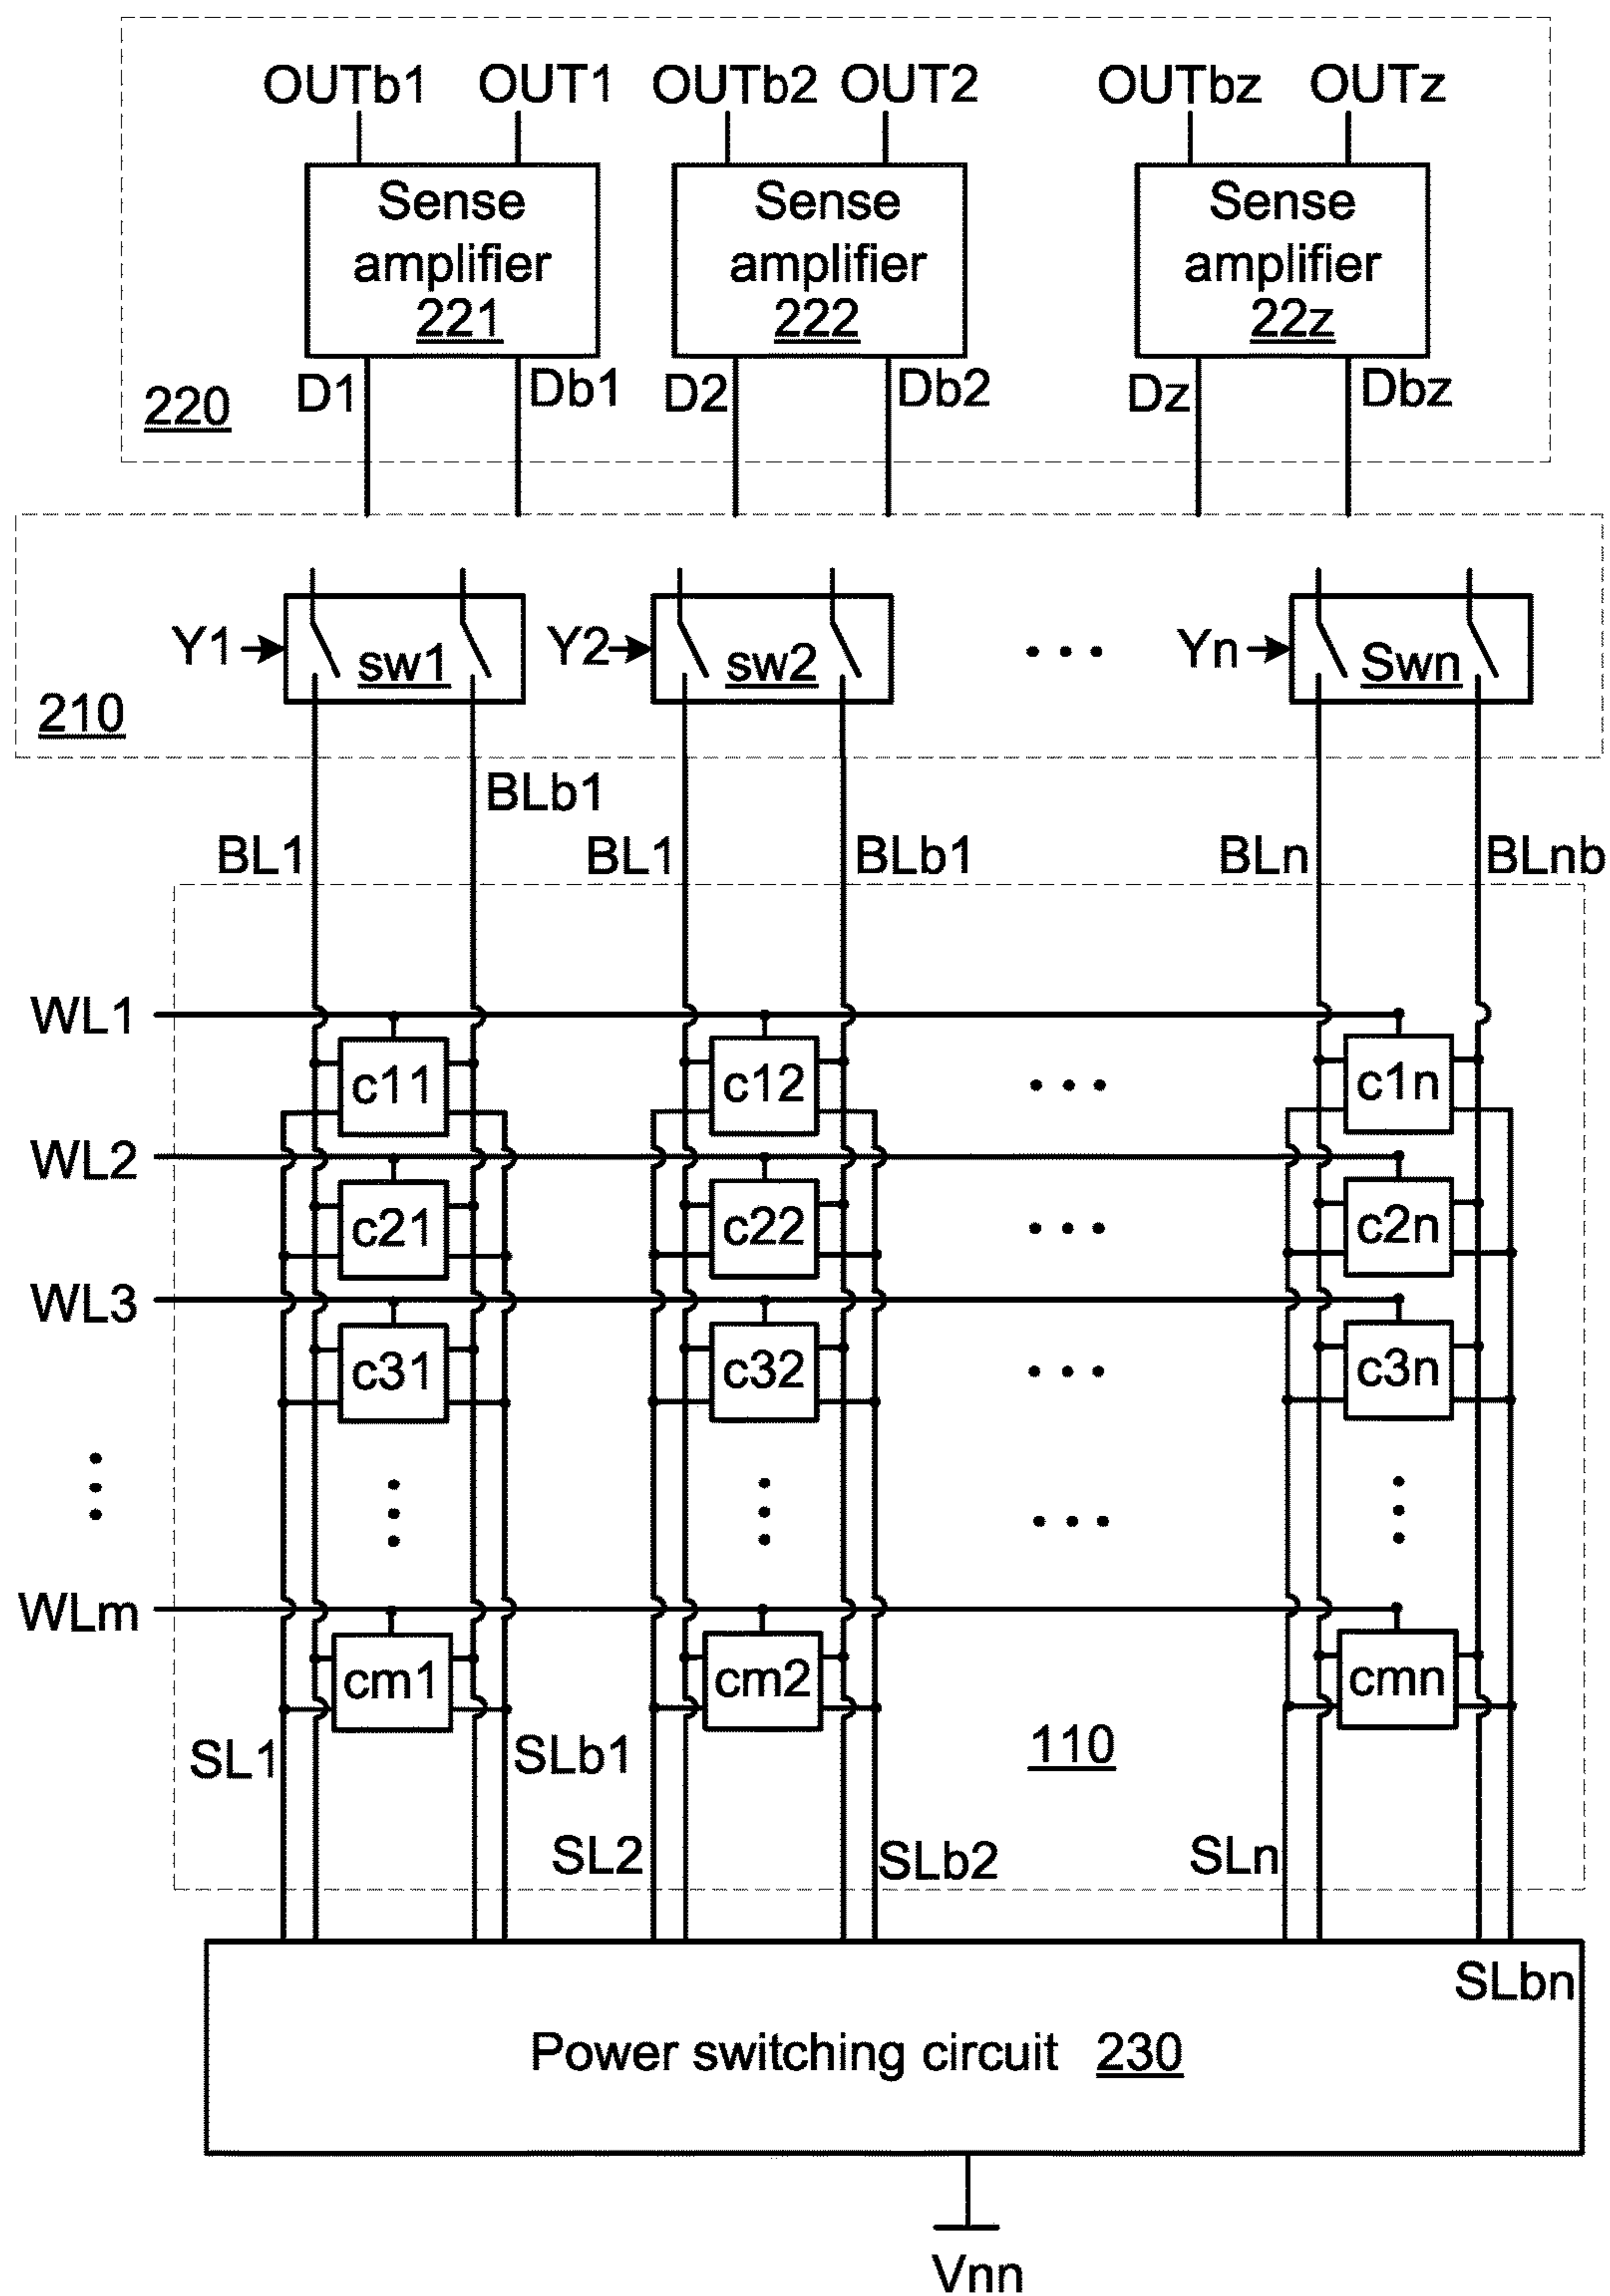 OUTb1 OUT1 OUTb2 OUT2 OUTbz OUTz
Sense amplifier 221
Sense amplifier 222
Sense amplifier 22z
D1 Db1 D2 Db2 Dz Dbz
220
Y1 sw1 Y2 sw2 ... Yn Swn
210
BLb1
BL1 BL1 BLb1 BLn BLnb
WL1
c11 c12 ... c1n
WL2
c21 c22 ... c2n
WL3
c31 c32 ... c3n
...
WLm
cm1 cm2 cmn
SL1 SLb1 110
SL2 SLb2 SLn
SLbn
Power switching circuit 230
Vnn